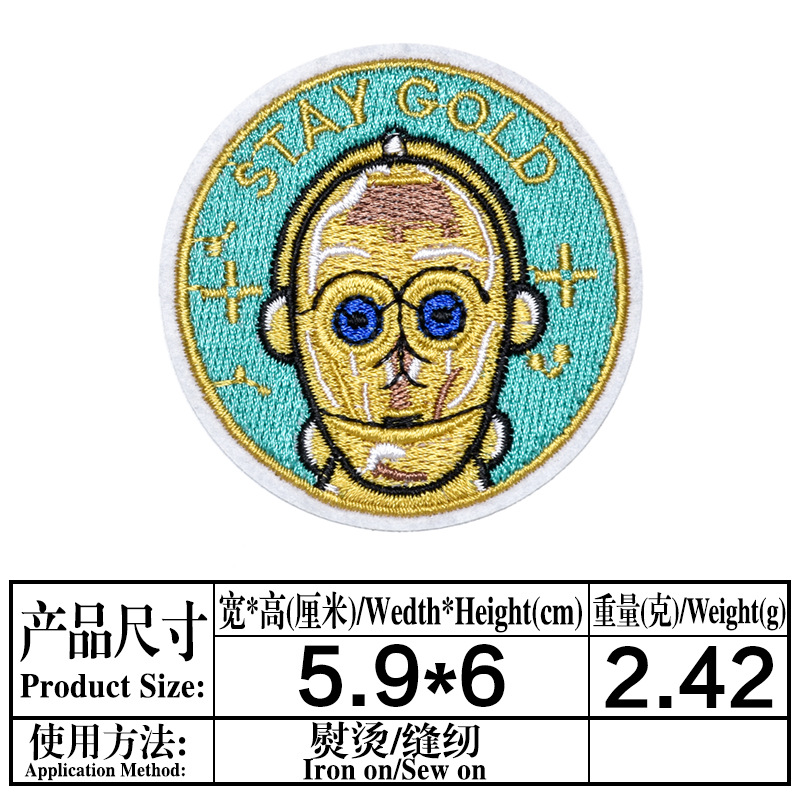 STAY GOLD
产品尺寸
Product Size:
宽*高(厘米)/Wedth*Height(cm)
重量(克)/Weight(g)
5.9*6
2.42
使用方法:
Application Method:
熨烫/缝纫
Iron on/Sew on